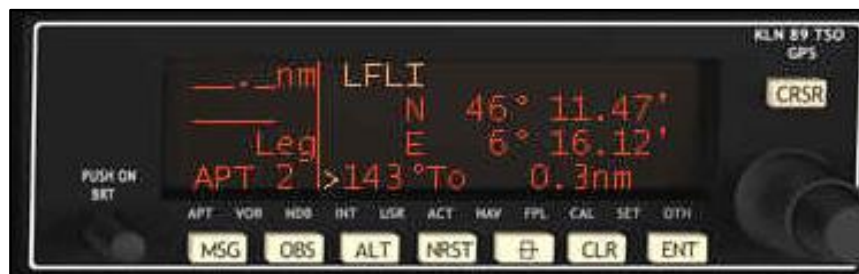 KLN 89 TSO
GPS
__._nm LFLI
N 46° 11.47'
Leg E 6° 16.12'
APT 2 >143°To 0.3nm
CRSR
PUSH ON
BRT
APT VOR NDB INT USR ACT NAV FPL CAL SET OTH
MSG OBS ALT NRST CLR ENT